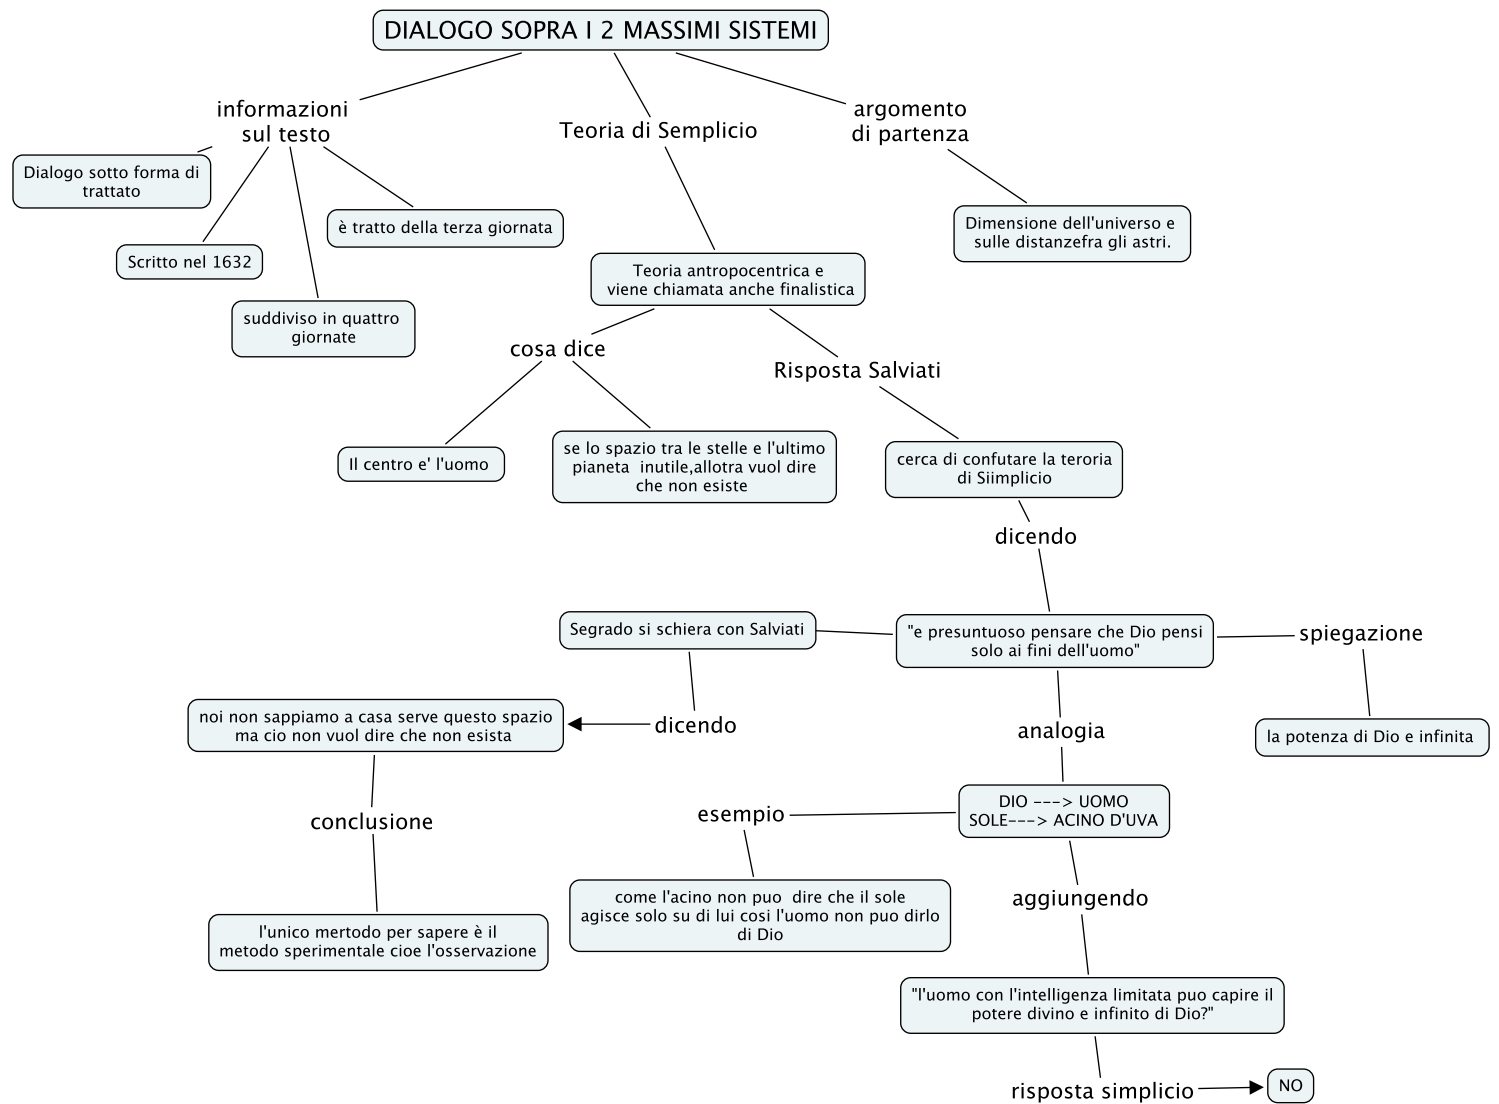 DIALOGO SOPRA I 2 MASSIMI SISTEMI
informazioni
sul testo
Teoria di Semplicio
argomento
di partenza
Dialogo sotto forma di
trattato
Scritto nel 1632
suddiviso in quattro
giornate
è tratto della terza giornata
Teoria antropocentrica e
viene chiamata anche finalistica
Dimensione dell'universo e
sulle distanzefra gli astri.
cosa dice
Risposta Salviati
Il centro e' l'uomo
se lo spazio tra le stelle e l'ultimo
pianeta  inutile,allotra vuol dire
che non esiste
cerca di confutare la teroria
di Siimplicio
dicendo
Segrado si schiera con Salviati
"e presuntuoso pensare che Dio pensi
solo ai fini dell'uomo"
spiegazione
noi non sappiamo a casa serve questo spazio
ma cio non vuol dire che non esista
dicendo
analogia
la potenza di Dio e infinita
conclusione
esempio
DIO ---> UOMO
SOLE---> ACINO D'UVA
l'unico mertodo per sapere è il
metodo sperimentale cioe l'osservazione
come l'acino non puo  dire che il sole
agisce solo su di lui cosi l'uomo non puo dirlo
di Dio
aggiungendo
"l'uomo con l'intelligenza limitata puo capire il
potere divino e infinito di Dio?"
risposta simplicio
NO